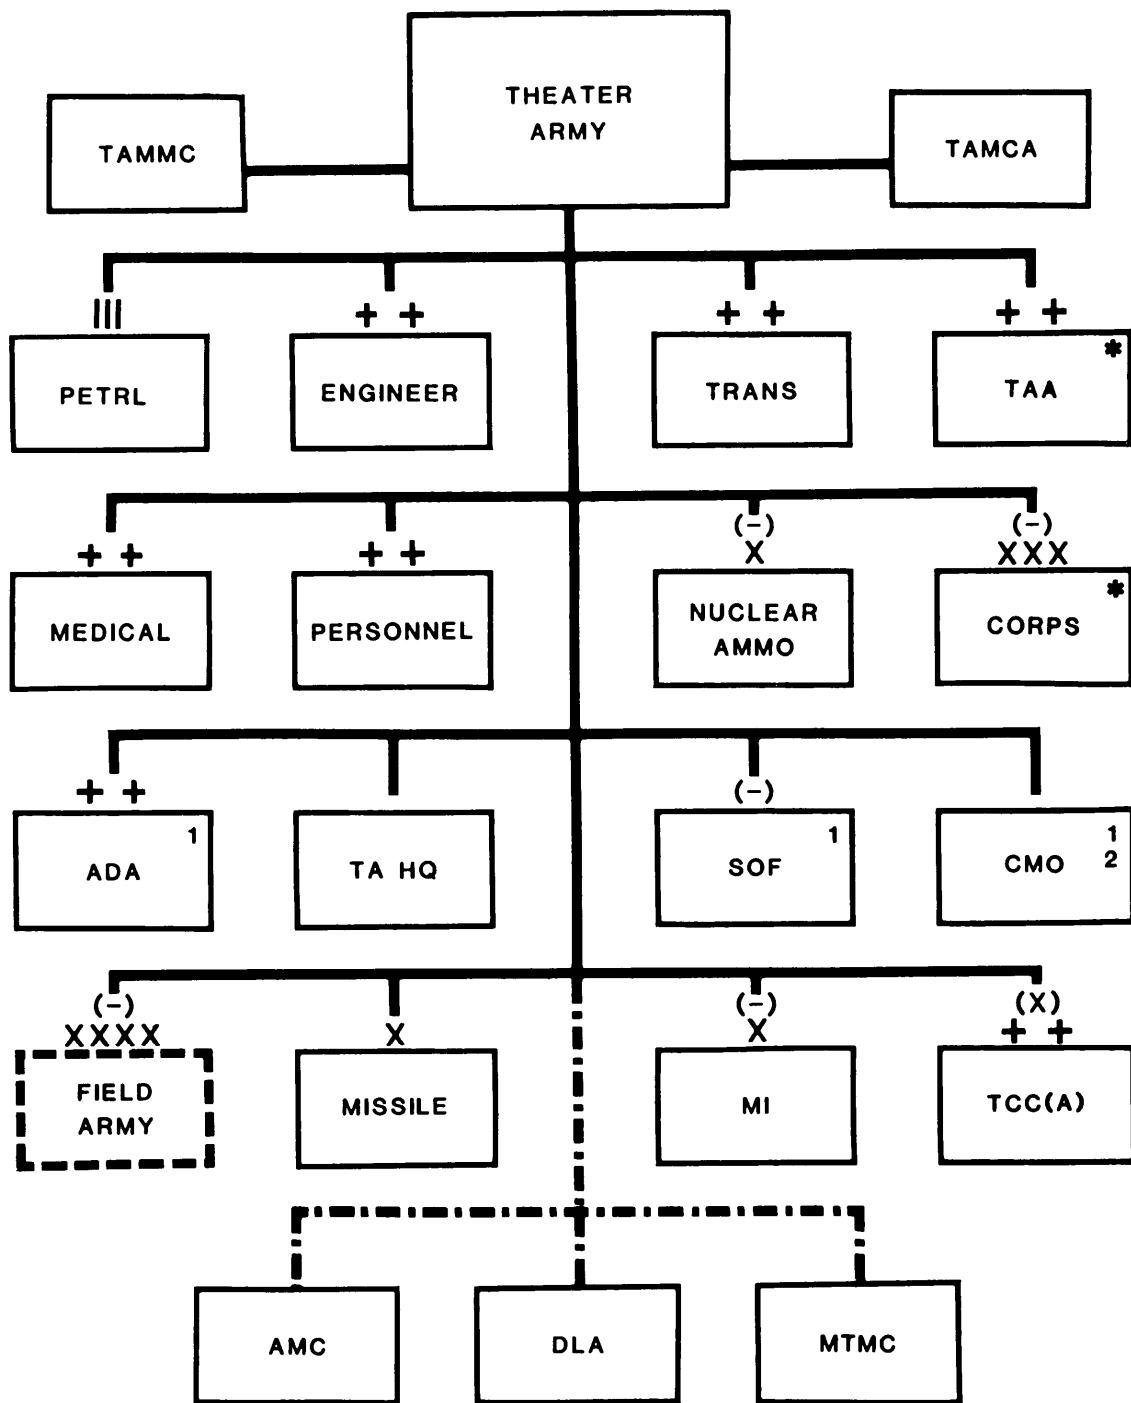 THEATER
ARMY
TAMMC
TAMCA
III
+ +
+ +
+ +
PETRL
ENGINEER
TRANS
*
TAA
+ +
+ +
(-)
X
(-)
XXX
MEDICAL
PERSONNEL
NUCLEAR
AMMO
*
CORPS
+ +
(-)
1
ADA
TA HQ
1
SOF
1
2
CMO
(-)
XXXX
X
(-)
X
(X)
+ +
FIELD
ARMY
MISSILE
MI
TCC(A)
AMC
DLA
MTMC